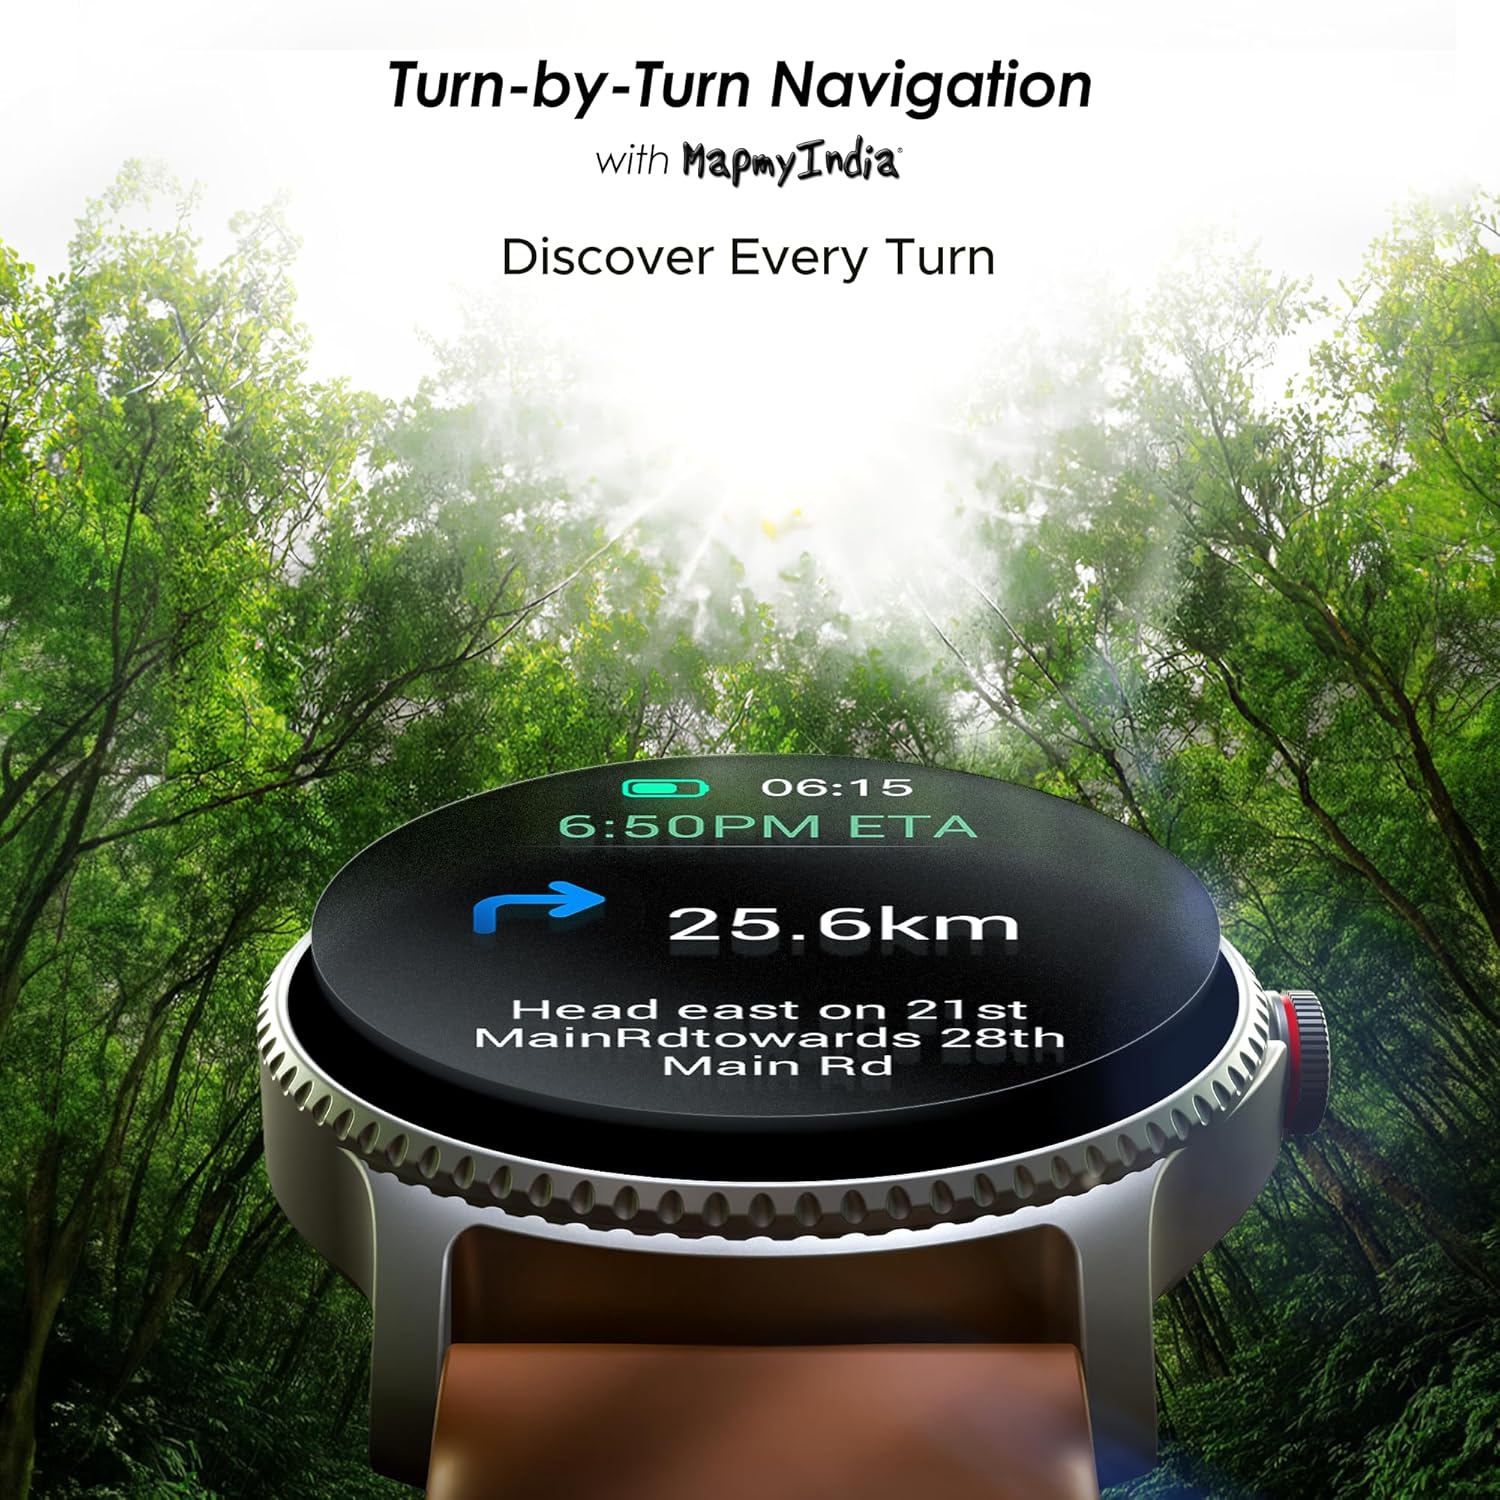 Turn-by-Turn Navigation
with MapmyIndia®
Discover Every Turn
06:15
6:50PM ETA
25.6km
Head east on 21st
MainRdtowards 28th
Main Rd